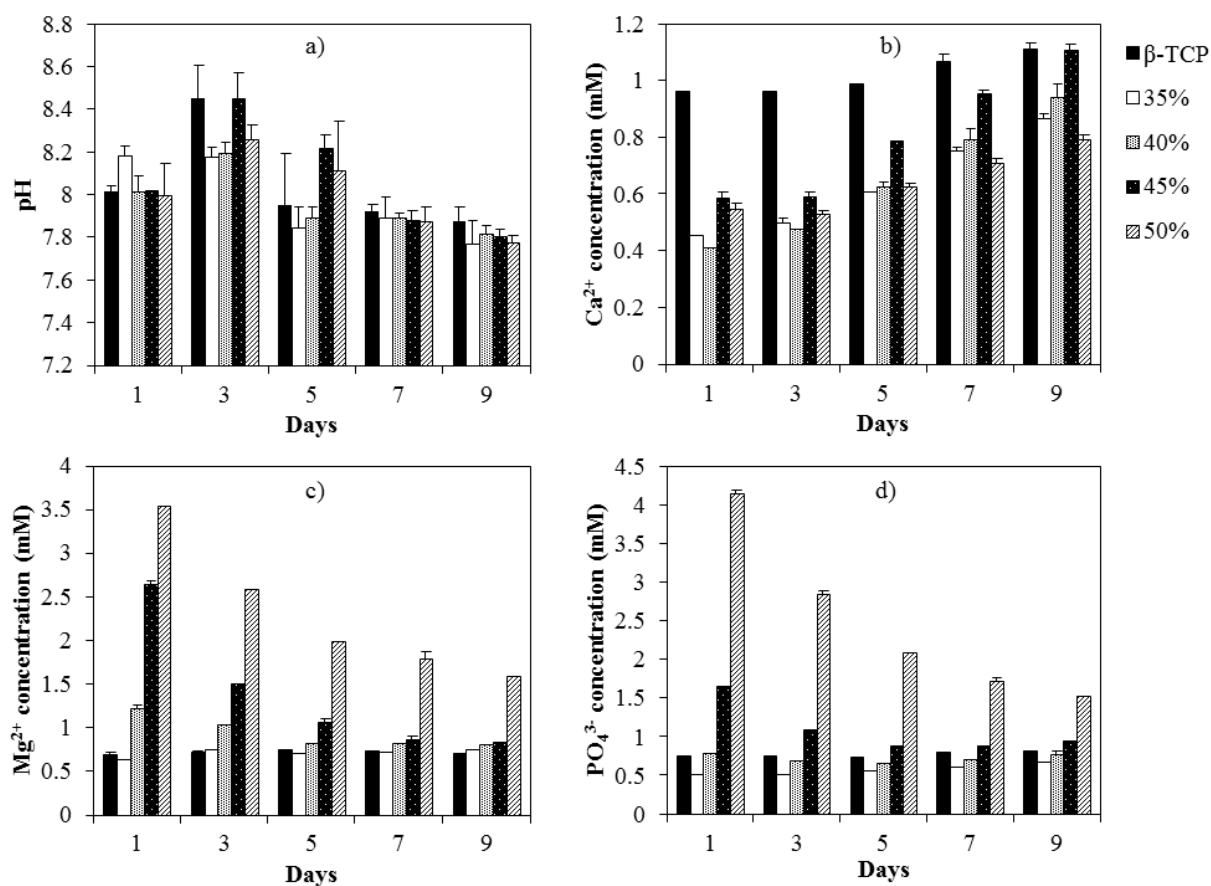 a)
8.8
8.6
8.4
8.2
8
7.8
7.6
7.4
7.2
pH
1 3 5 7 9
Days
b)
1.2
1
0.8
0.6
0.4
0.2
0
Ca²⁺ concentration (mM)
1 3 5 7 9
Days
β-TCP
35%
40%
45%
50%
c)
4
3.5
3
2.5
2
1.5
1
0.5
0
Mg²⁺ concentration (mM)
1 3 5 7 9
Days
d)
4.5
4
3.5
3
2.5
2
1.5
1
0.5
0
PO₄³⁻ concentration (mM)
1 3 5 7 9
Days